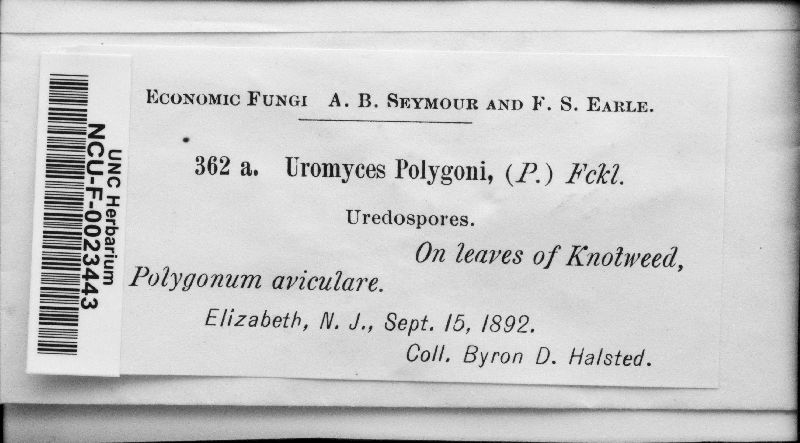 Economic Fungi A. B. Seymour and F. S. Earle.
362 a. Uromyces Polygoni, (P.) Fckl.
Uredospores.
On leaves of Knotweed,
Polygonum aviculare.
Elizabeth, N. J., Sept. 15, 1892.
Coll. Byron D. Halsted.
UNC Herbarium
NCU-F-0023443